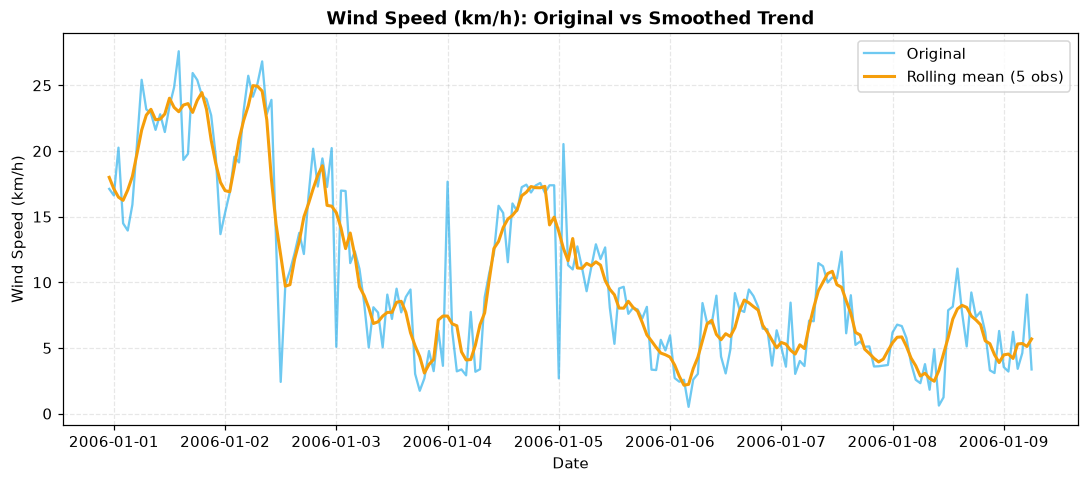 Wind Speed (km/h): Original vs Smoothed Trend
Original
Rolling mean (5 obs)
Wind Speed (km/h)
25
20
15
10
5
0
2006-01-01 2006-01-02 2006-01-03 2006-01-04 2006-01-05 2006-01-06 2006-01-07 2006-01-08 2006-01-09
Date